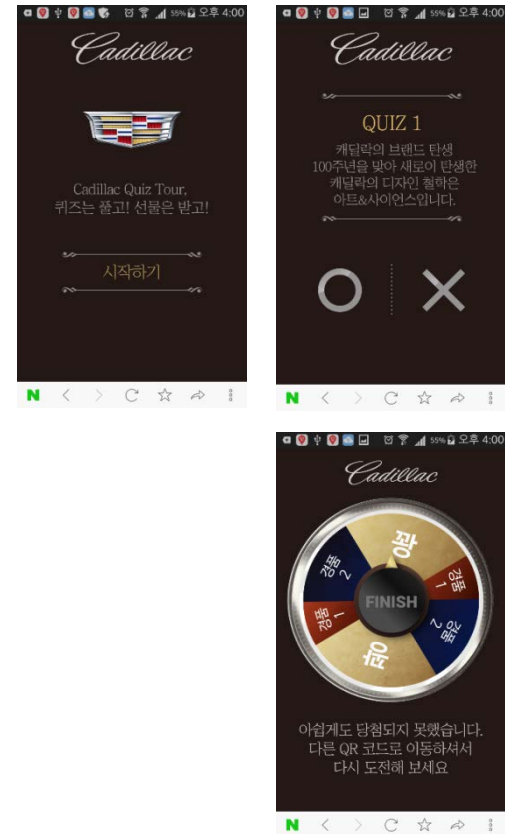 55% 오후 4:00
Cadillac
Cadillac Quiz Tour,
퀴즈는 풀고! 선물은 받고!
시작하기
N
55% 오후 4:00
Cadillac
QUIZ 1
캐딜락의 브랜드 탄생
100주년을 맞아 새로이 탄생한
캐딜락의 디자인 철학은
아트&사이언스입니다.
N
55% 오후 4:00
Cadillac
꽝
경품
1
경품
2
꽝
경품
1
경품
2
FINISH
아쉽게도 당첨되지 못했습니다.
다른 QR 코드로 이동하셔서
다시 도전해 보세요
N